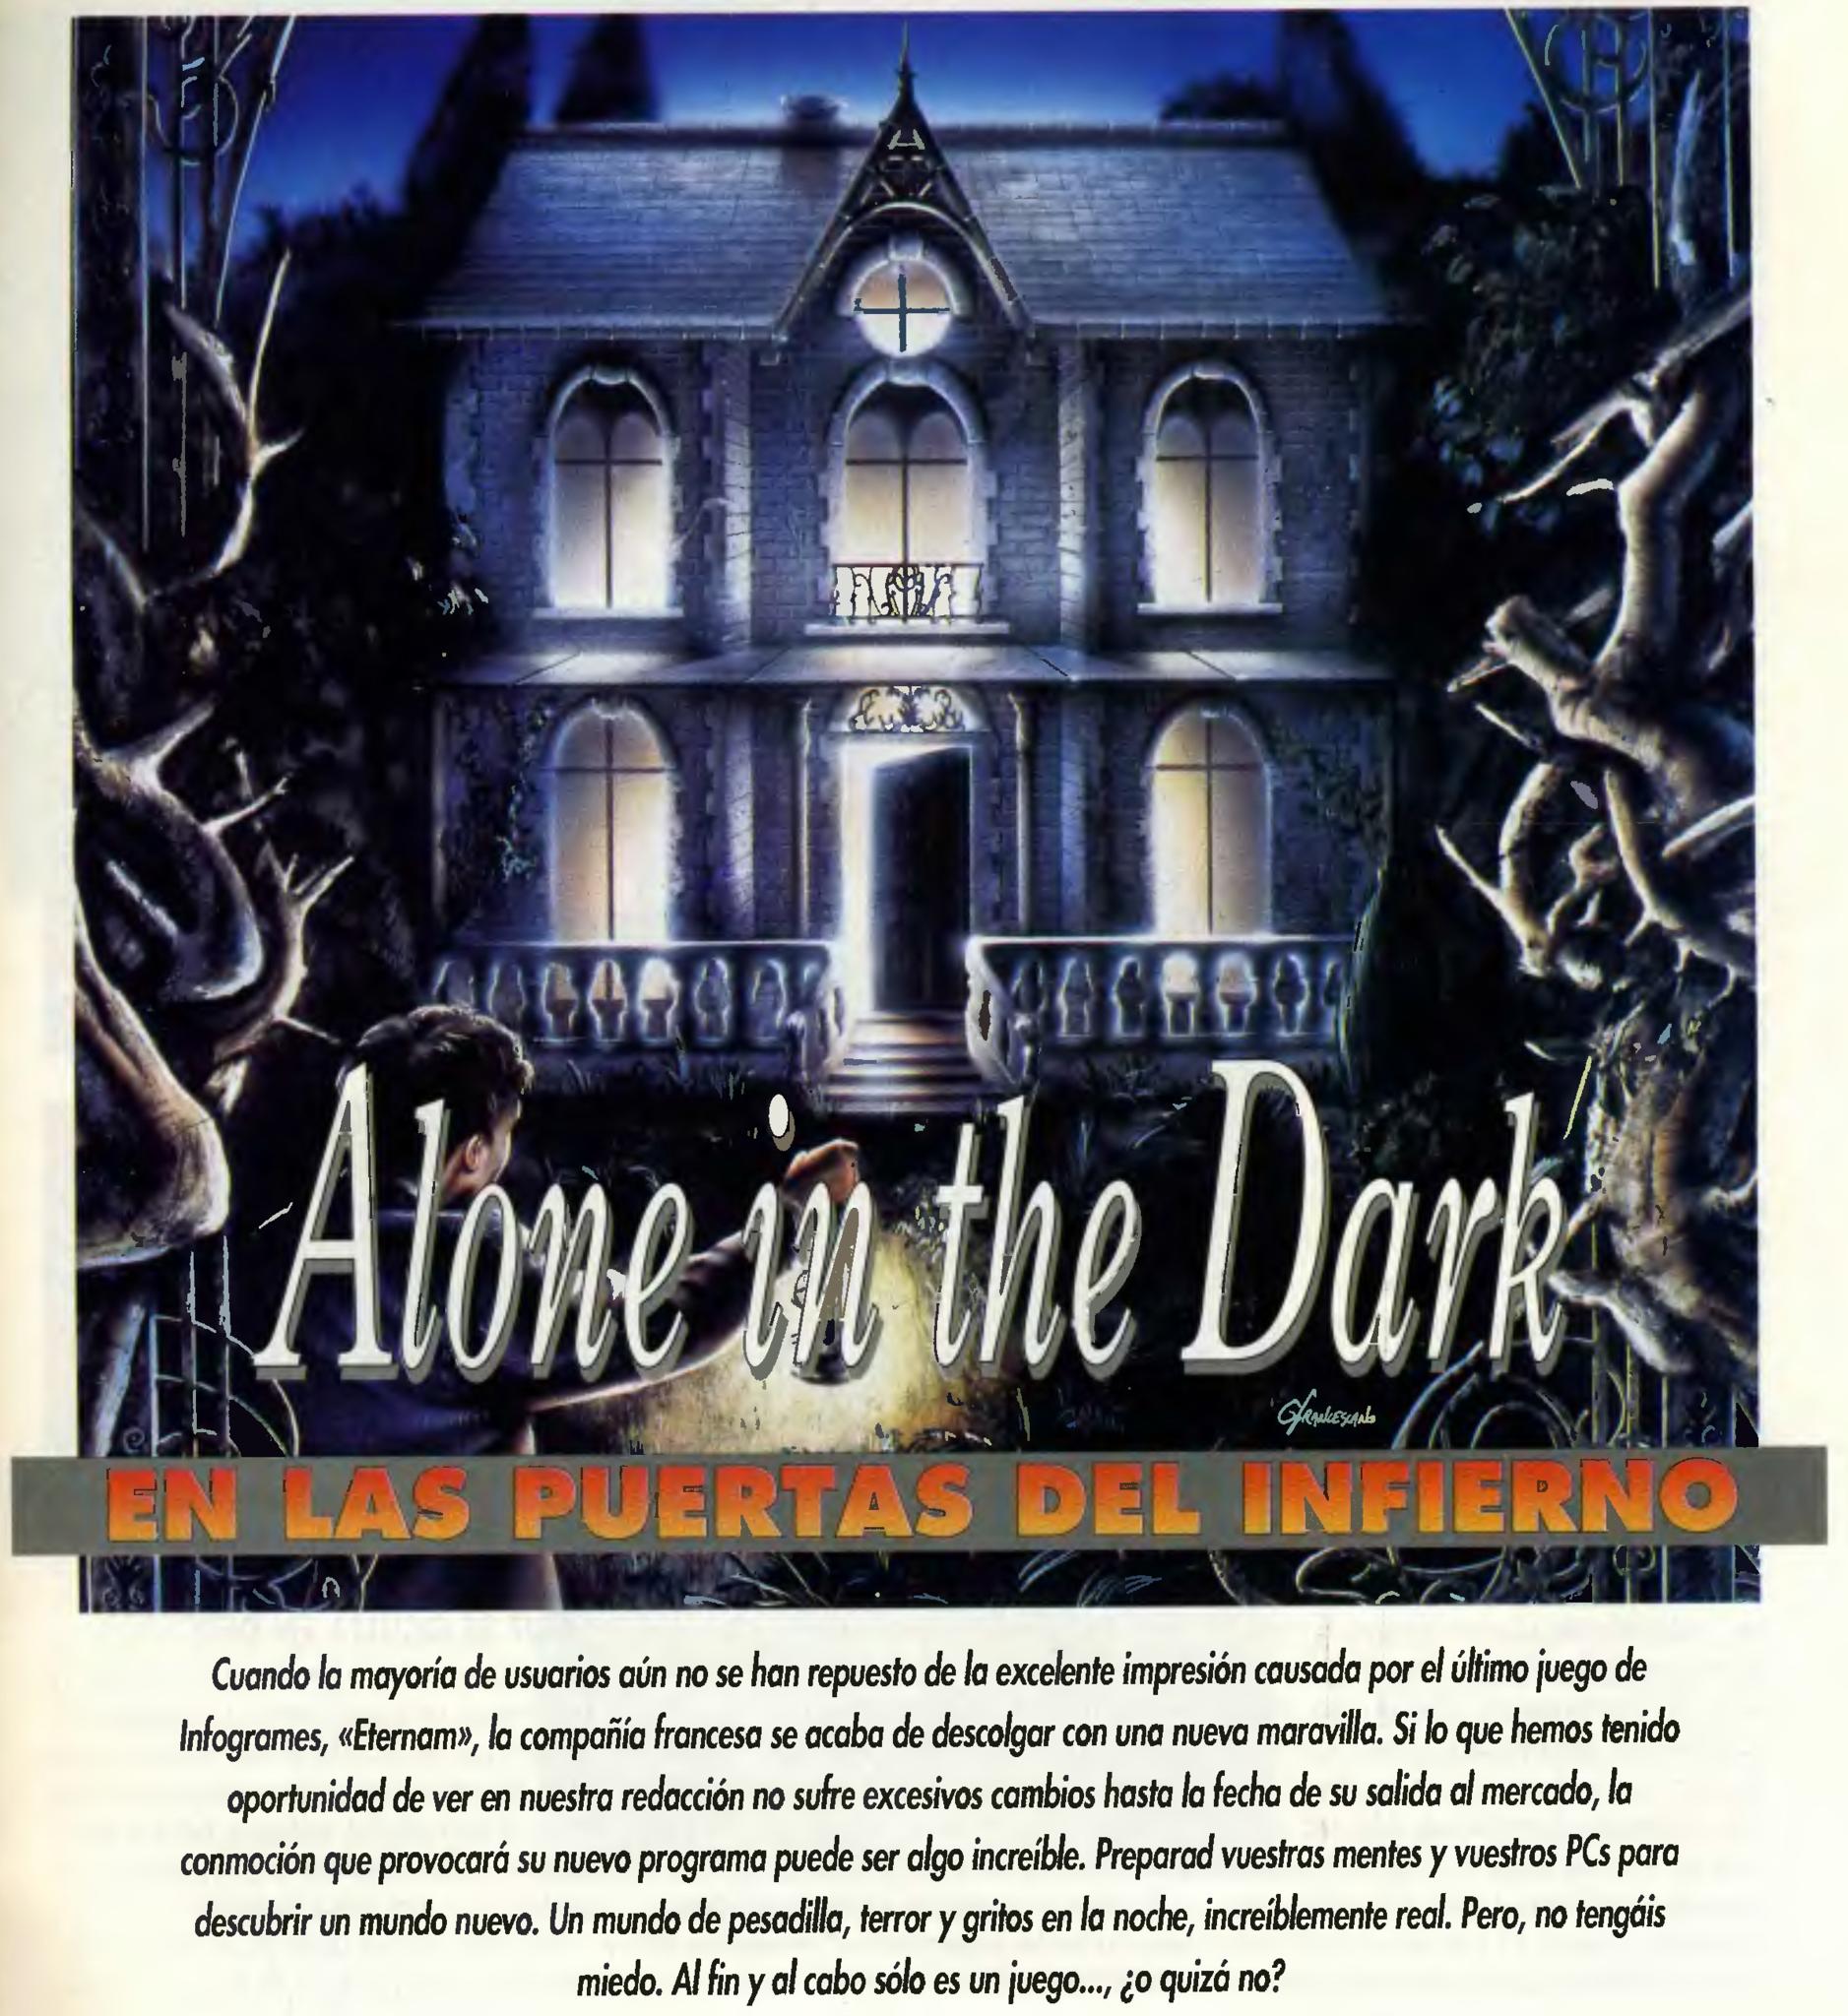 Alone in the Dark
GFRANCESCANO
EN LAS PUERTAS DEL INFIERNO
Cuando la mayoría de usuarios aún no se han repuesto de la excelente impresión causada por el último juego de
Infogrames, «Eternam», la compañía francesa se acaba de descolgar con una nueva maravilla. Si lo que hemos tenido
oportunidad de ver en nuestra redacción no sufre excesivos cambios hasta la fecha de su salida al mercado, la
conmoción que provocará su nuevo programa puede ser algo increíble. Preparad vuestras mentes y vuestros PCs para
descubrir un mundo nuevo. Un mundo de pesadilla, terror y gritos en la noche, increíblemente real. Pero, no tengáis
miedo. Al fin y al cabo sólo es un juego..., ¿o quizá no?